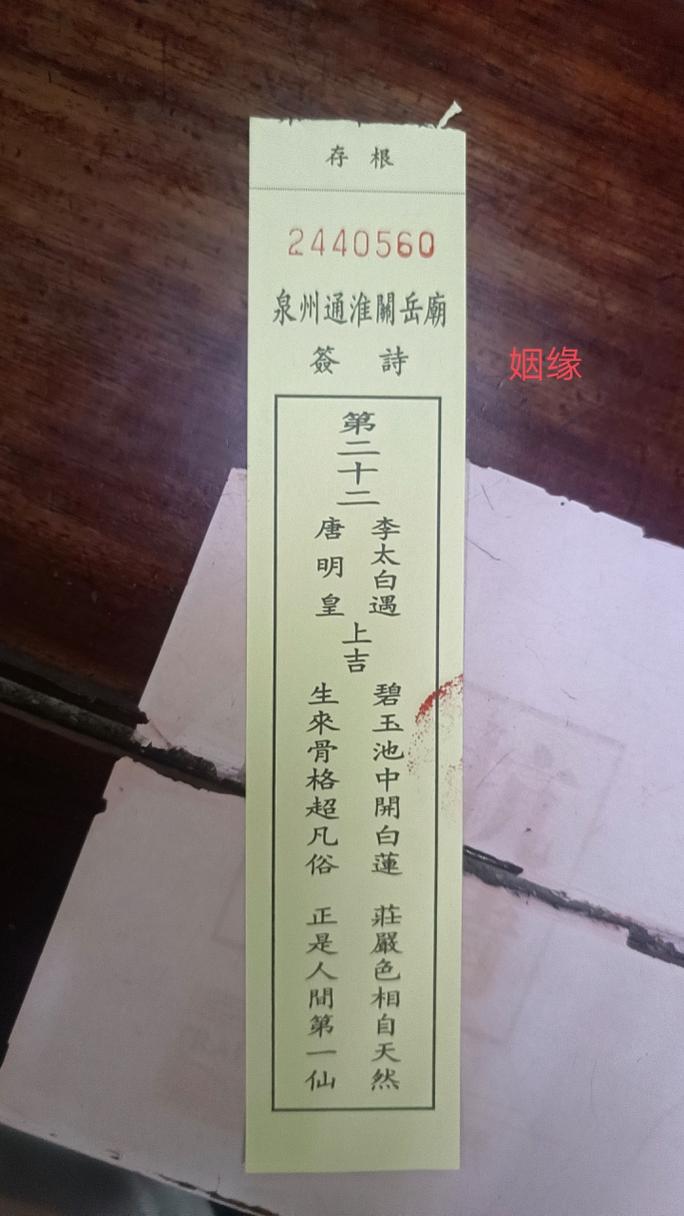 存根
2440560
泉州通淮關岳廟
簽詩
姻缘
第二十二
李太白遇
唐明皇
上吉
碧玉池中開白蓮
莊嚴色相自天然
生來骨格超凡俗
正是人間第一仙